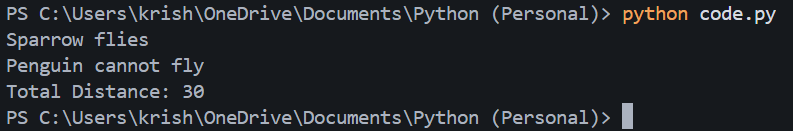 PS C:\Users\krish\OneDrive\Documents\Python (Personal)> python code.py
Sparrow flies
Penguin cannot fly
Total Distance: 30
PS C:\Users\krish\OneDrive\Documents\Python (Personal)>